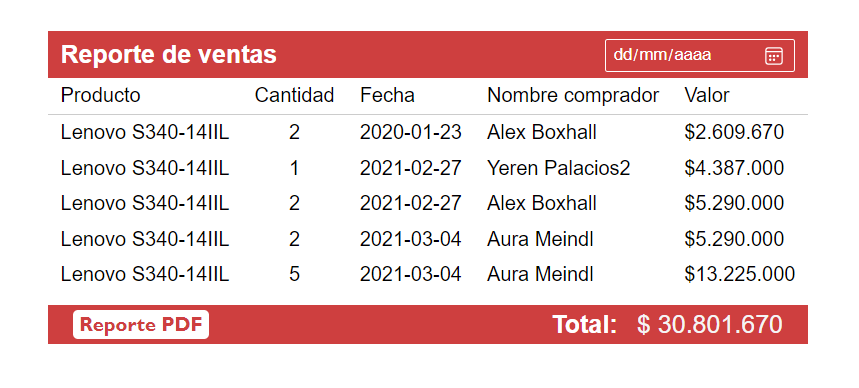 Reporte de ventas dd/mm/aaaa
Producto Cantidad Fecha Nombre comprador Valor
Lenovo S340-14IIL 2 2020-01-23 Alex Boxhall $2.609.670
Lenovo S340-14IIL 1 2021-02-27 Yeren Palacios2 $4.387.000
Lenovo S340-14IIL 2 2021-02-27 Alex Boxhall $5.290.000
Lenovo S340-14IIL 2 2021-03-04 Aura Meindl $5.290.000
Lenovo S340-14IIL 5 2021-03-04 Aura Meindl $13.225.000
Reporte PDF Total: $ 30.801.670